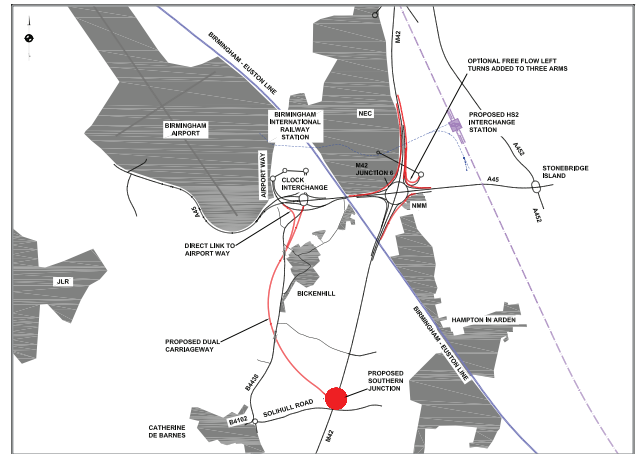 M42
BIRMINGHAM - EUSTON LINE
OPTIONAL FREE FLOW LEFT
TURNS ADDED TO THREE ARMS
NEC
BIRMINGHAM
INTERNATIONAL
RAILWAY
STATION
PROPOSED HS2
INTERCHANGE
STATION
BIRMINGHAM
AIRPORT
A452
M42
JUNCTION 6
STONEBRIDGE
ISLAND
AIRPORT WAY
CLOCK
INTERCHANGE
A45
NMM
A452
A45
DIRECT LINK TO
AIRPORT WAY
BICKENHILL
JLR
HAMPTON IN ARDEN
BIRMINGHAM - EUSTON LINE
PROPOSED DUAL
CARRIAGEWAY
PROPOSED
SOUTHERN
JUNCTION
B4438
SOLIHULL ROAD
B4102
CATHERINE
DE BARNES
M42